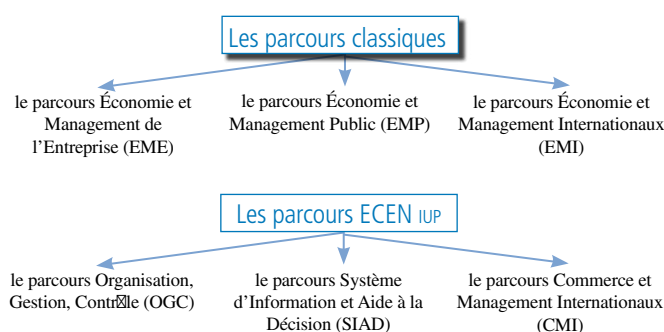 Les parcours classiques
le parcours Économie et
Management de
l'Entreprise (EME)
le parcours Économie et
Management Public (EMP)
le parcours Économie et
Management Internationaux
(EMI)
Les parcours ECEN IUP
le parcours Organisation,
Gestion, Contr☒le (OGC)
le parcours Système
d'Information et Aide à la
Décision (SIAD)
le parcours Commerce et
Management Internationaux
(CMI)